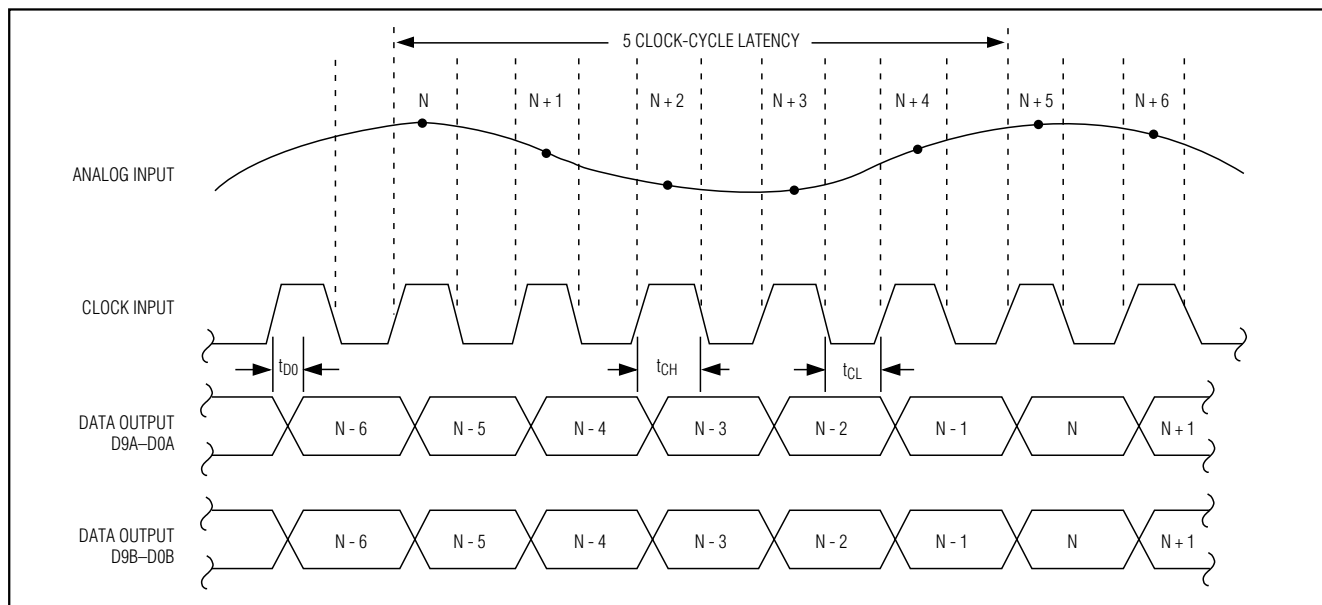 5 CLOCK-CYCLE LATENCY
N N + 1 N + 2 N + 3 N + 4 N + 5 N + 6
ANALOG INPUT
CLOCK INPUT
tD0 tCH tCL
DATA OUTPUT
D9A–D0A
N - 6 N - 5 N - 4 N - 3 N - 2 N - 1 N N + 1
DATA OUTPUT
D9B–D0B
N - 6 N - 5 N - 4 N - 3 N - 2 N - 1 N N + 1